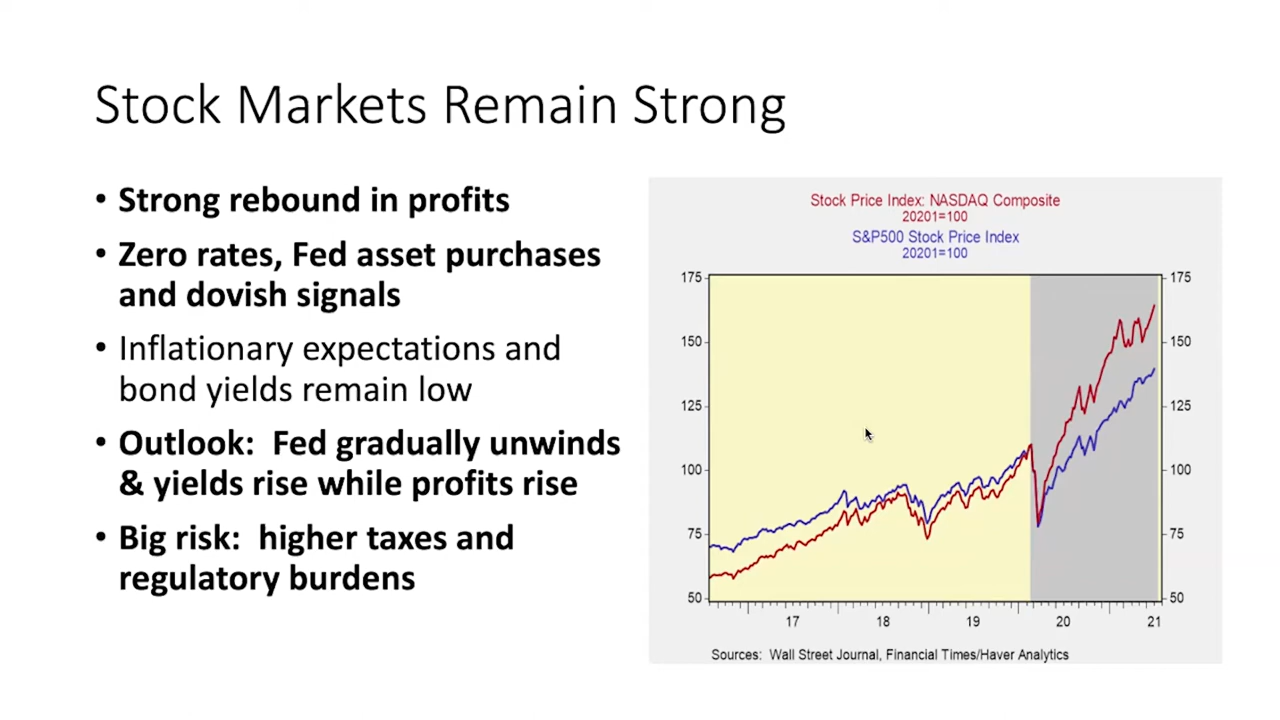 Stock Markets Remain Strong
• Strong rebound in profits
• Zero rates, Fed asset purchases
and dovish signals
• Inflationary expectations and
bond yields remain low
• Outlook:  Fed gradually unwinds
& yields rise while profits rise
• Big risk:  higher taxes and
regulatory burdens
Stock Price Index: NASDAQ Composite
20201=100
S&P500 Stock Price Index
20201=100
175 175
150 150
125 125
100 100
75 75
50 50
17 18 19 20 21
Sources:  Wall Street Journal, Financial Times/Haver Analytics